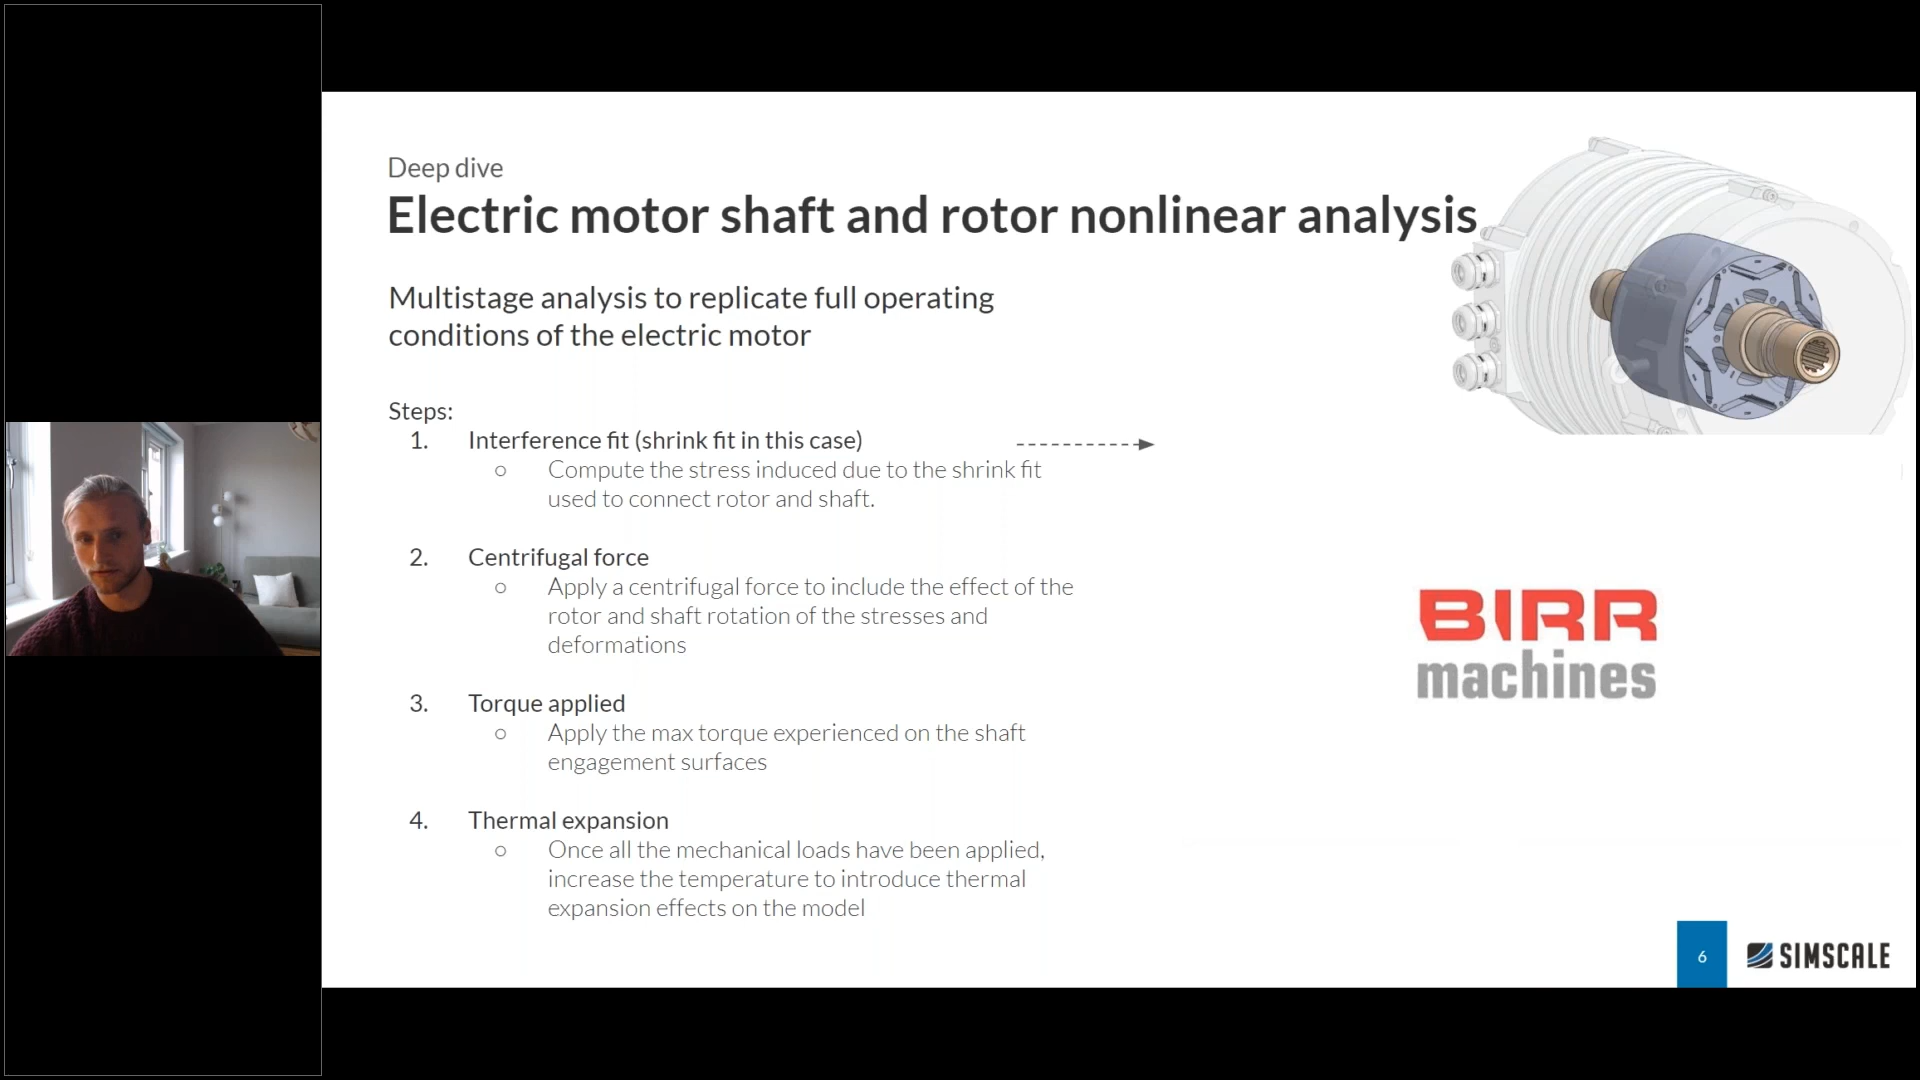 Deep dive
Electric motor shaft and rotor nonlinear analysis
Multistage analysis to replicate full operating
conditions of the electric motor
Steps:
1. Interference fit (shrink fit in this case)
○ Compute the stress induced due to the shrink fit
used to connect rotor and shaft.
2. Centrifugal force
○ Apply a centrifugal force to include the effect of the
rotor and shaft rotation of the stresses and
deformations
3. Torque applied
○ Apply the max torque experienced on the shaft
engagement surfaces
4. Thermal expansion
○ Once all the mechanical loads have been applied,
increase the temperature to introduce thermal
expansion effects on the model
BIRR
machines
6
SIMSCALE